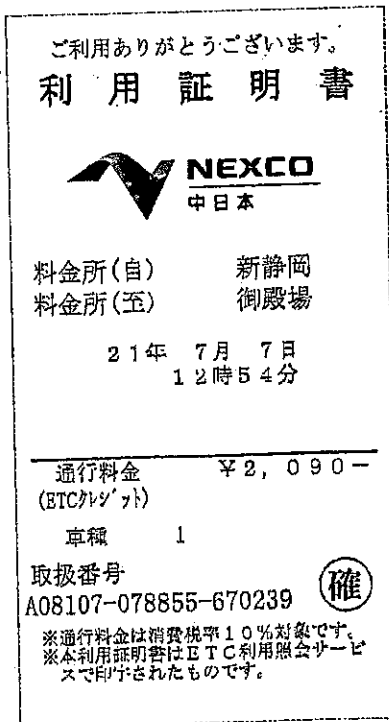 ご利用ありがとうございます。
利用証明書
NEXCO
中日本
料金所(自) 新静岡
料金所(至) 御殿場
21年 7月 7日
12時54分
通行料金 ¥2,090-
(ETCクレジット)
車種 1
取扱番号
確
A08107-078855-670239
※通行料金は消費税率10%対象です。
※本利用証明書はETC利用照会サービ
スで印字されたものです。